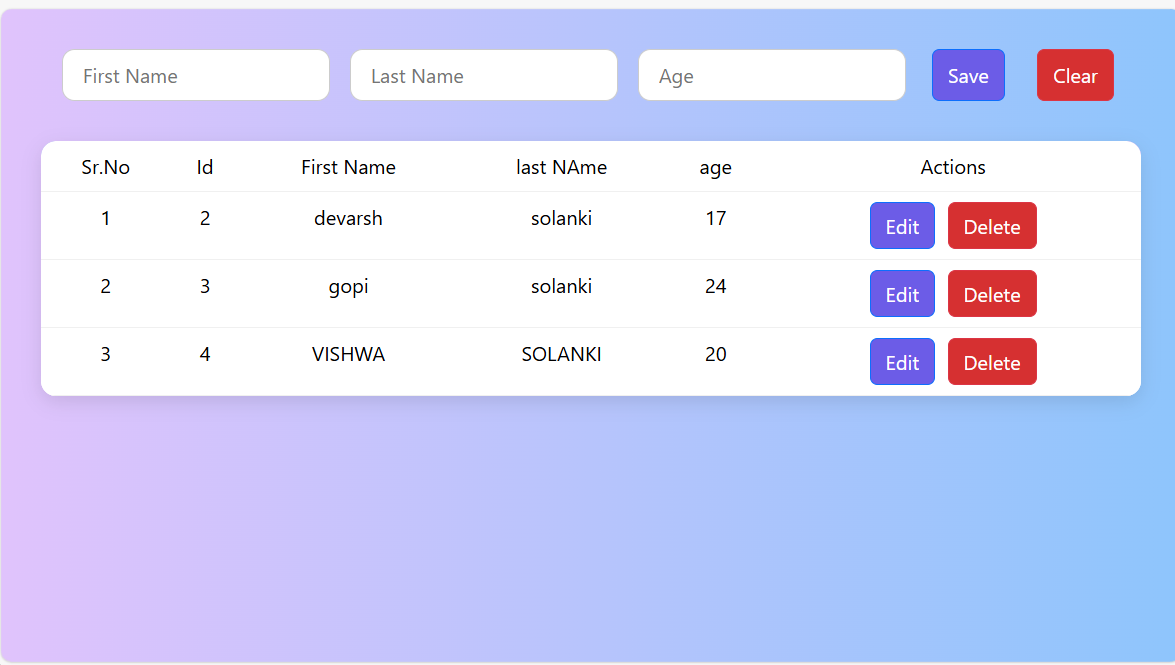 First Name Last Name Age Save Clear
Sr.No Id First Name last NAme age Actions
1 2 devarsh solanki 17 Edit Delete
2 3 gopi solanki 24 Edit Delete
3 4 VISHWA SOLANKI 20 Edit Delete